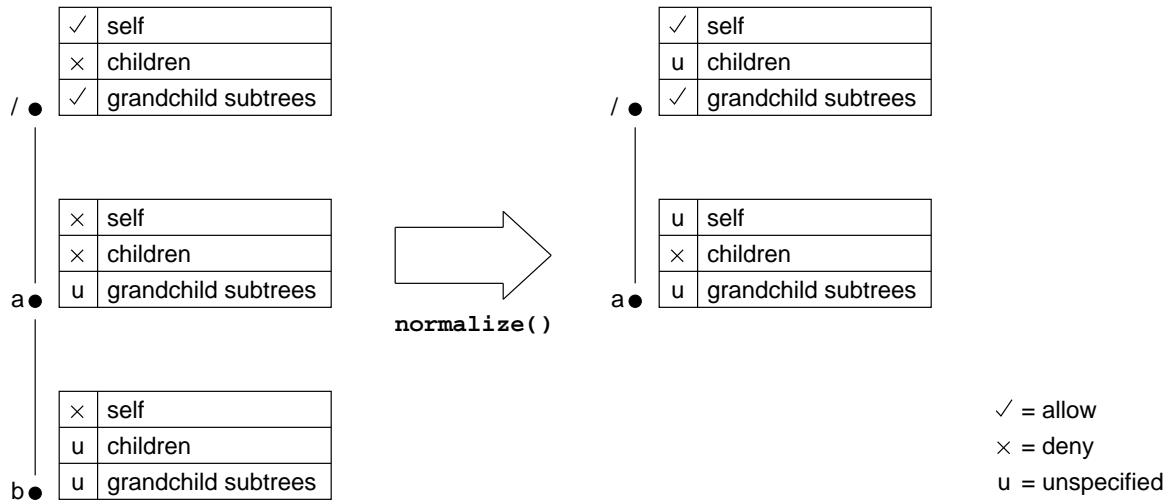 ✓ self
× children
✓ grandchild subtrees
/
× self
× children
u grandchild subtrees
a
× self
u children
u grandchild subtrees
b
normalize()
✓ self
u children
✓ grandchild subtrees
/
u self
× children
u grandchild subtrees
a
✓ = allow
× = deny
u = unspecified